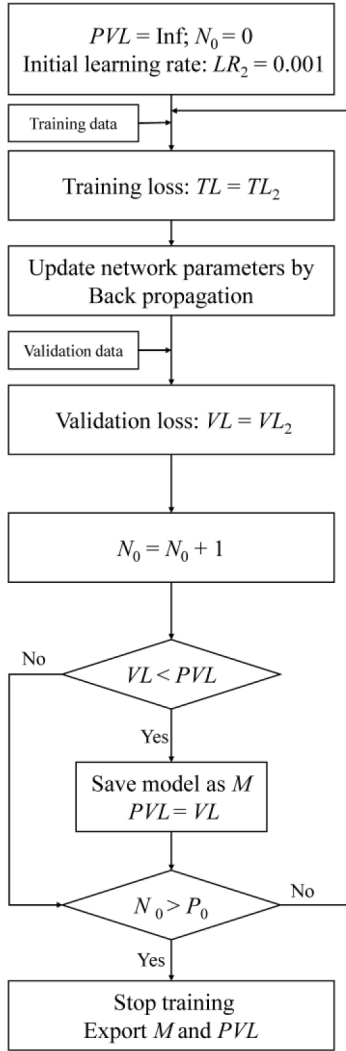 PVL = Inf; N₀ = 0
Initial learning rate: LR₂ = 0.001
Training data
Training loss: TL = TL₂
Update network parameters by
Back propagation
Validation data
Validation loss: VL = VL₂
N₀ = N₀ + 1
No
VL < PVL
Yes
Save model as M
PVL = VL
N₀ > P₀
No
Yes
Stop training
Export M and PVL